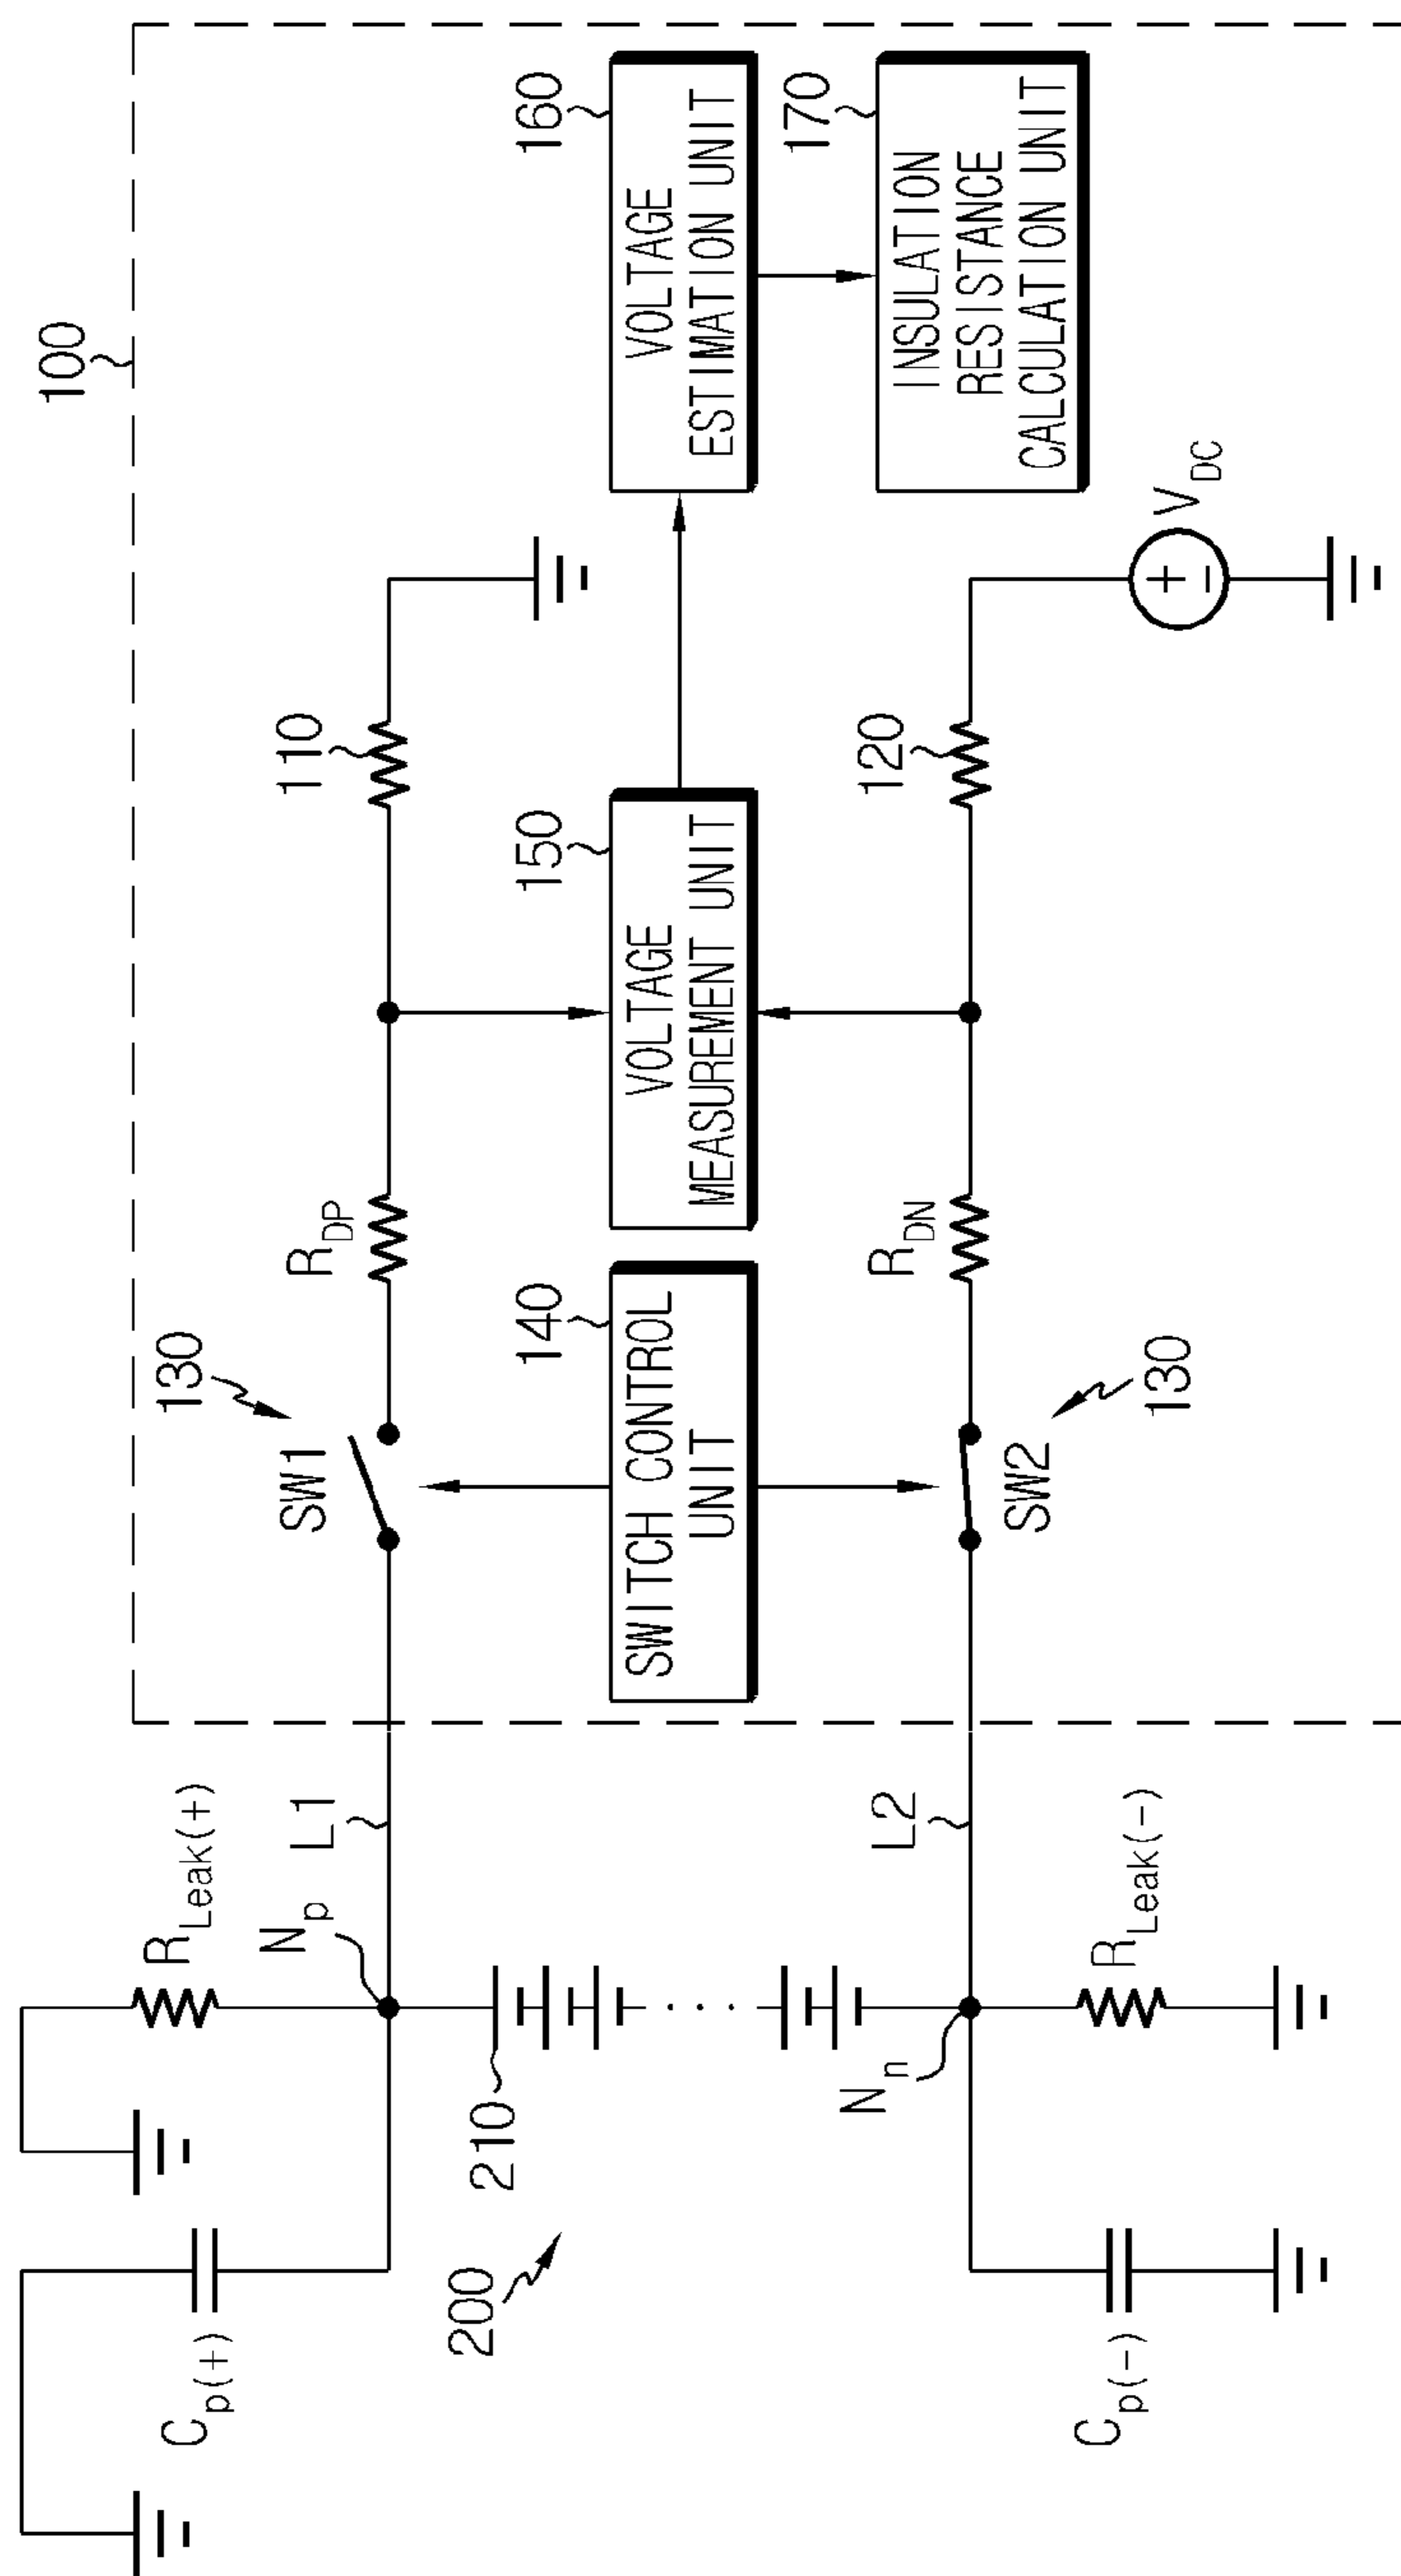 100
C_p(+)
R_Leak(+)
N_p
L1
130
SW1
R_DP
110
200
210
140
SWITCH CONTROL
UNIT
150
VOLTAGE
MEASUREMENT UNIT
160
VOLTAGE
ESTIMATION UNIT
170
INSULATION
RESISTANCE
CALCULATION UNIT
N_n
L2
R_DN
120
SW2
130
C_p(-)
R_Leak(-)
V_DC
+
−